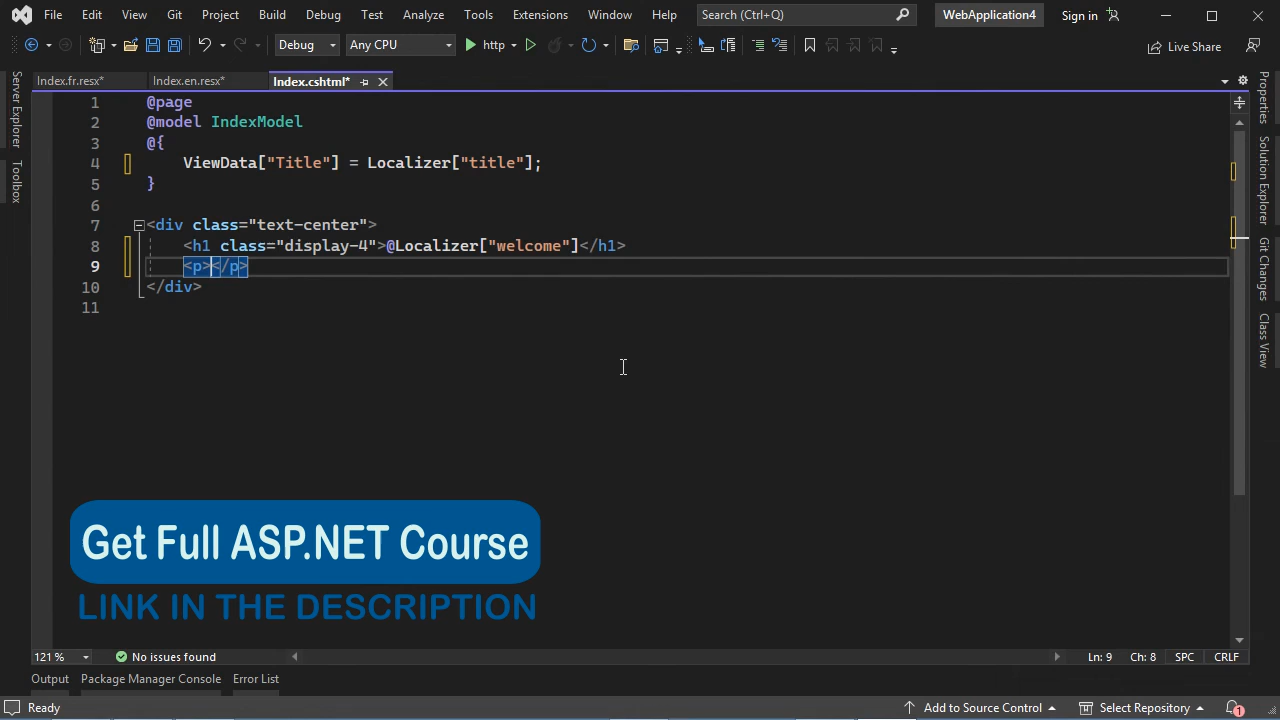 File Edit View Git Project Build Debug Test Analyze Tools Extensions Window Help Search (Ctrl+Q) WebApplication4 Sign in
Debug Any CPU http Live Share
Index.fr.resx* Index.en.resx* Index.cshtml*
Server Explorer
Toolbox
1 @page
2 @model IndexModel
3 @{
4 ViewData["Title"] = Localizer["title"];
5 }
6
7 <div class="text-center">
8 <h1 class="display-4">@Localizer["welcome"]</h1>
9 <p></p>
10 </div>
11
Properties
Solution Explorer
Git Changes
Class View
Get Full ASP.NET Course
LINK IN THE DESCRIPTION
121 % No issues found Ln: 9 Ch: 8 SPC CRLF
Output Package Manager Console Error List
Ready Add to Source Control Select Repository 1